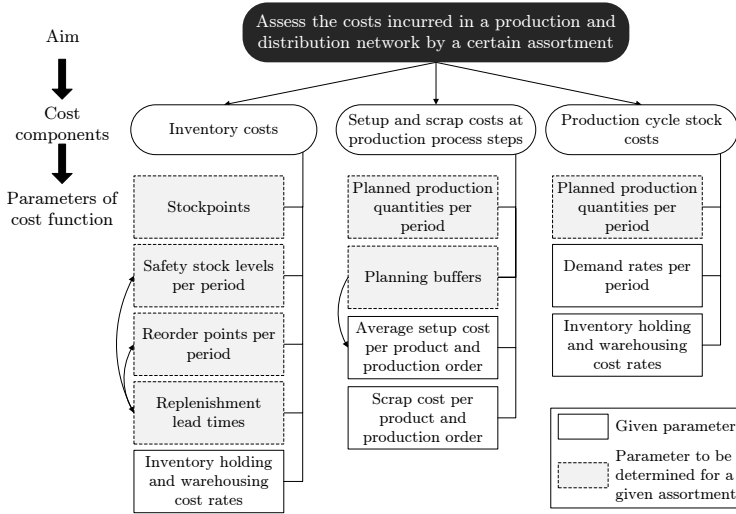 Assess the costs incurred in a production and
distribution network by a certain assortment
Aim
Cost
components
Parameters of
cost function
Inventory costs
Setup and scrap costs at
production process steps
Production cycle stock
costs
Stockpoints
Safety stock levels
per period
Reorder points per
period
Replenishment
lead times
Inventory holding
and warehousing
cost rates
Planned production
quantities per
period
Planning buffers
Average setup cost
per product and
production order
Scrap cost per
product and
production order
Planned production
quantities per
period
Demand rates per
period
Inventory holding
and warehousing
cost rates
Given parameter
Parameter to be
determined for a
given assortment